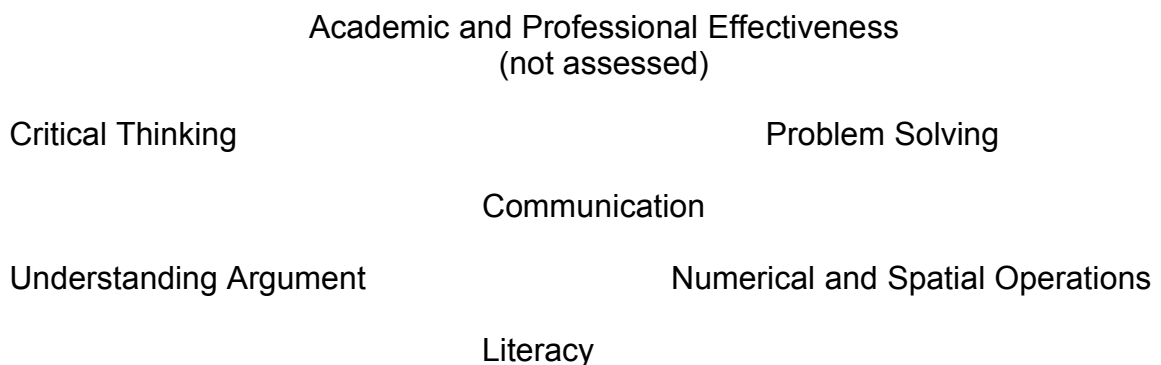 Academic and Professional Effectiveness
(not assessed)
Critical Thinking Problem Solving
Communication
Understanding Argument Numerical and Spatial Operations
Literacy